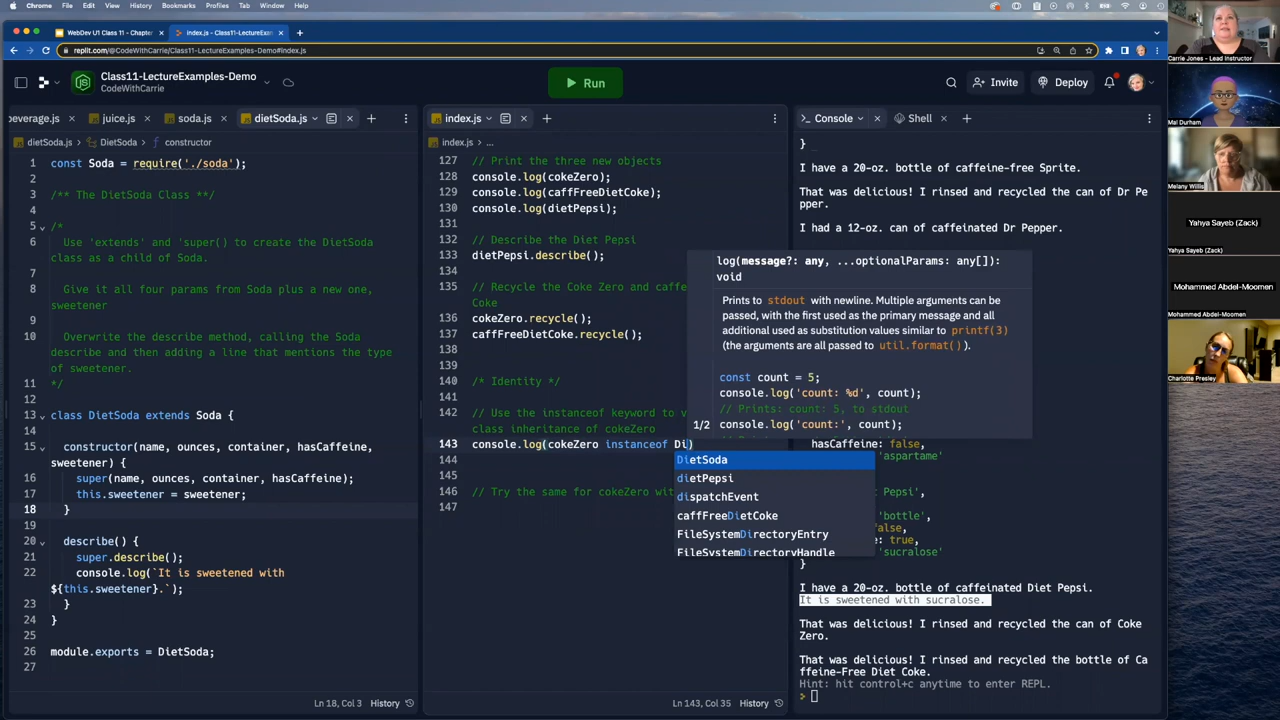 Chrome File Edit View History Bookmarks Profiles Tab Window Help
WebDev U1 Class 11 - Chapter
index.js - Class11-LectureExam
replit.com/@CodeWithCarrie/Class11-LectureExamples-Demo#index.js
Class11-LectureExamples-Demo
CodeWithCarrie
Run
Invite
Deploy
beverage.js
juice.js
soda.js
dietSoda.js
dietSoda.js > DietSoda > constructor
1 const Soda = require('./soda');
2
3 /** The DietSoda Class **/
4
5 /*
6 Use 'extends' and 'super() to create the DietSoda
class as a child of Soda.
7
8 Give it all four params from Soda plus a new one,
sweetener
9
10 Overwrite the describe method, calling the Soda
describe and then adding a line that mentions the type
of sweetener.
11 */
12
13 class DietSoda extends Soda {
14
15 constructor(name, ounces, container, hasCaffeine,
sweetener) {
16 super(name, ounces, container, hasCaffeine);
17 this.sweetener = sweetener;
18 }
19
20 describe() {
21 super.describe();
22 console.log(`It is sweetened with
${this.sweetener}.`);
23 }
24 }
25
26 module.exports = DietSoda;
27
Ln 18, Col 3 History
index.js
index.js > ...
127 // Print the three new objects
128 console.log(cokeZero);
129 console.log(caffFreeDietCoke);
130 console.log(dietPepsi);
131
132 // Describe the Diet Pepsi
133 dietPepsi.describe();
134
135 // Recycle the Coke Zero and caffe
Coke
136 cokeZero.recycle();
137 caffFreeDietCoke.recycle();
138
139
140 /* Identity */
141
142 // Use the instanceof keyword to v
class inheritance of cokeZero
143 console.log(cokeZero instanceof Di)
144
145
146 // Try the same for cokeZero wit
147
log(message?: any, ...optionalParams: any[]):
void
Prints to stdout with newline. Multiple arguments can be
passed, with the first used as the primary message and all
additional used as substitution values similar to printf(3)
(the arguments are all passed to util.format() ).
const count = 5;
console.log('count: %d', count);
// Prints: count: 5, to stdout
console.log('count:', count);
1/2
DietSoda
dietPepsi
dispatchEvent
caffFreeDietCoke
FileSystemDirectoryEntry
FileSystemDirectoryHandle
Ln 143, Col 35 History
Console
Shell
}
I have a 20-oz. bottle of caffeine-free Sprite.
That was delicious! I rinsed and recycled the can of Dr Pe
pper.
I had a 12-oz. can of caffeinated Dr Pepper.
hasCaffeine: false,
'aspartame'
t Pepsi',
'bottle',
alse,
: true,
'sucralose'
}
I have a 20-oz. bottle of caffeinated Diet Pepsi.
It is sweetened with sucralose.
That was delicious! I rinsed and recycled the can of Coke
Zero.
That was delicious! I rinsed and recycled the bottle of Ca
ffeine-Free Diet Coke.
Hint: hit control+c anytime to enter REPL.
Carrie Jones - Lead Instructor
Mal Durham
Melany Willis
Yahya Sayeb (Zack)
Yahya Sayeb (Zack)
Mohammed Abdel-Moomen
Mohammed Abdel-Moomen
Charlotte Presley